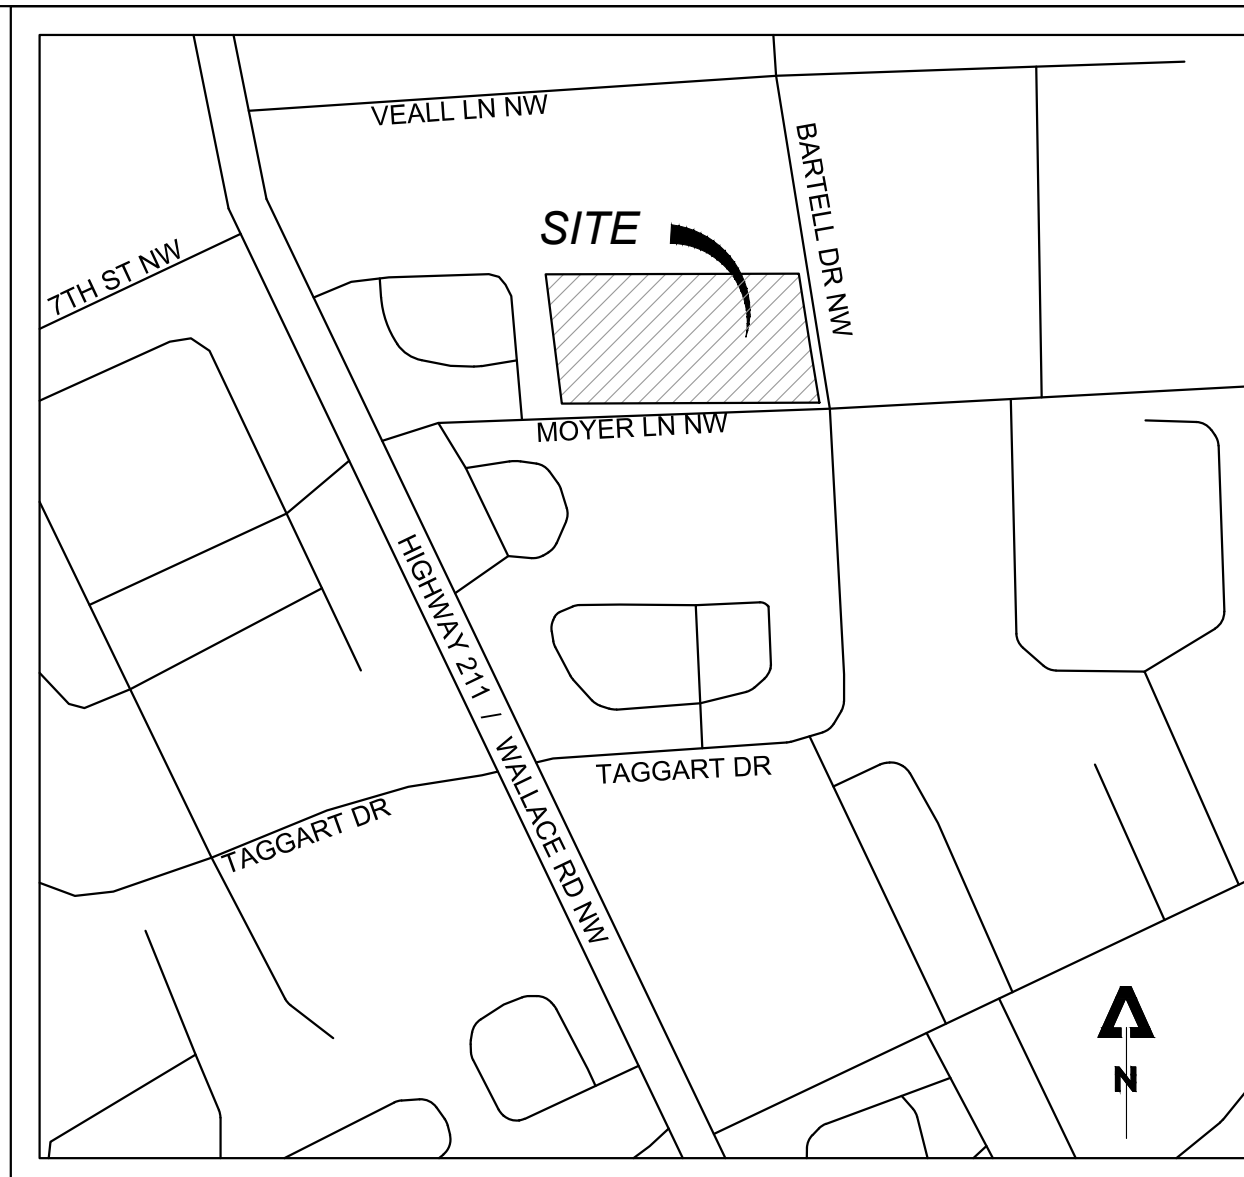 VEALL LN NW
BARTELL DR NW
SITE
7TH ST NW
MOYER LN NW
HIGHWAY 211 / WALLACE RD NW
TAGGART DR
TAGGART DR
N